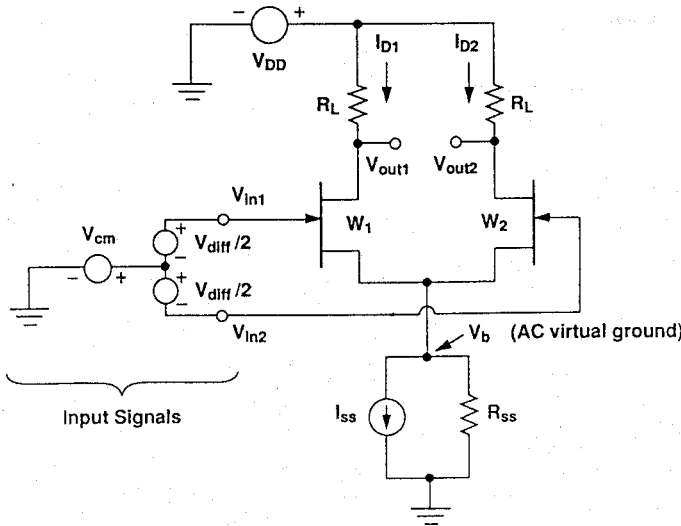 − +
V_DD
I_D1 I_D2
R_L R_L
V_out1 V_out2
V_in1
W_1 W_2
V_cm
+
V_diff /2
−
− +
+
V_diff /2
−
V_in2
V_b (AC virtual ground)
Input Signals
I_ss R_ss